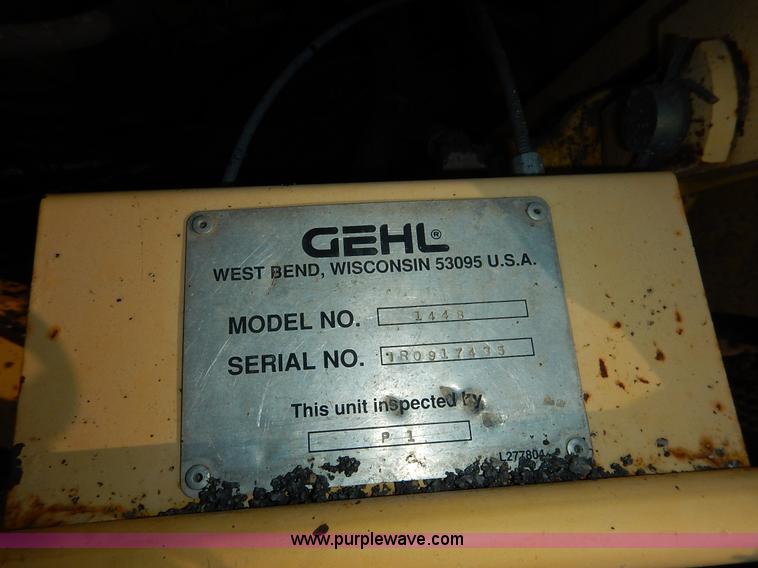 GEHL®
WEST BEND, WISCONSIN 53095 U.S.A.
MODEL NO. 1448
SERIAL NO. JR0917435
This unit inspected by
P 1
L277804
www.purplewave.com